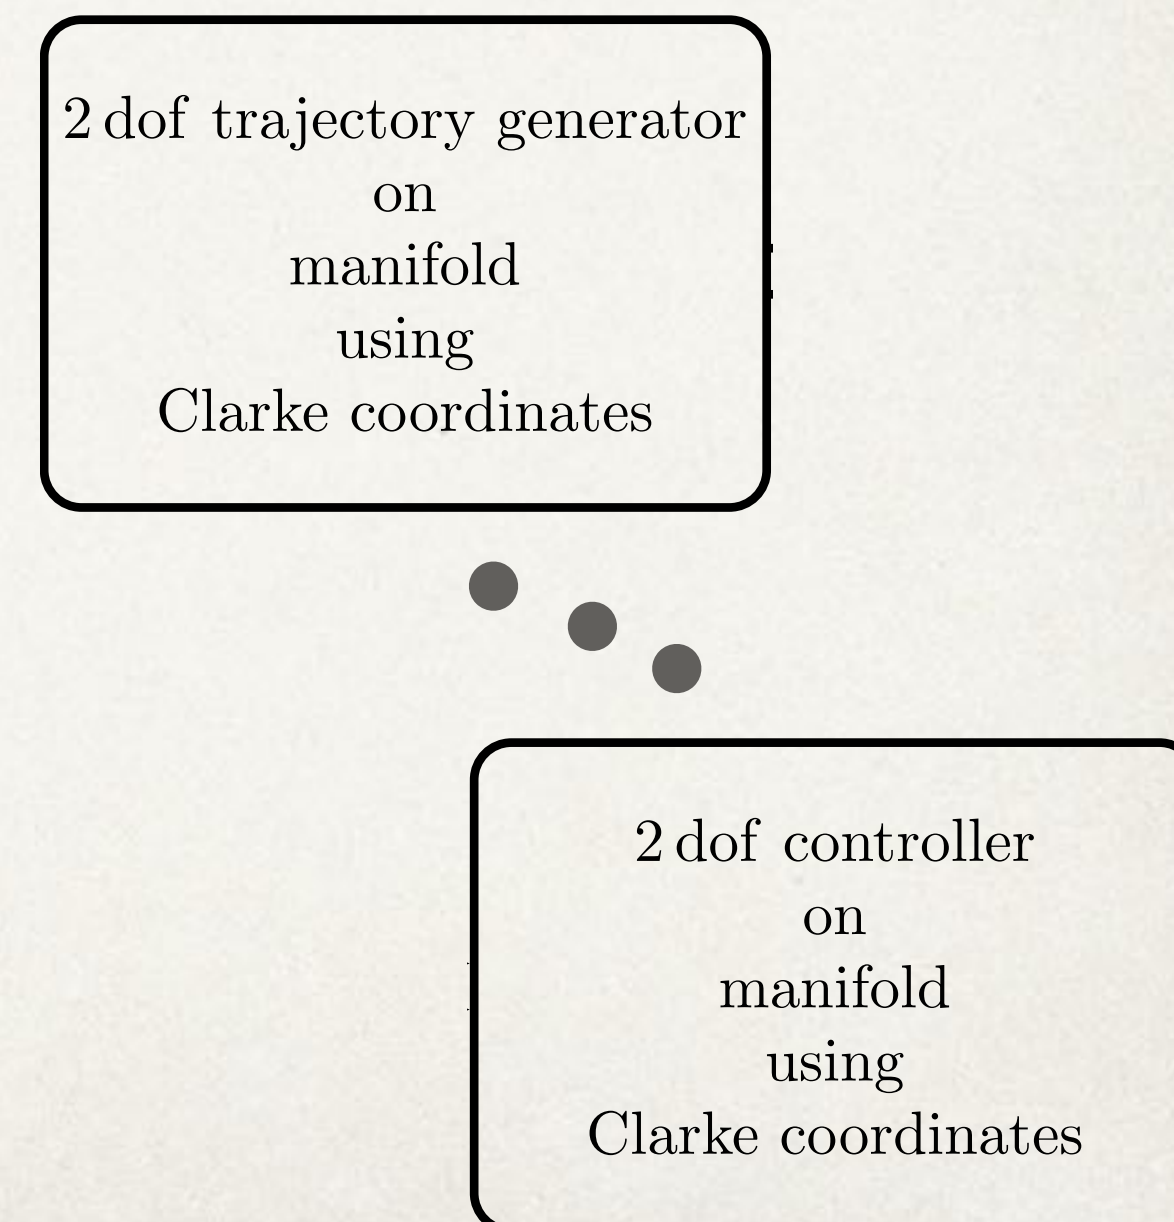 2 dof trajectory generator
on
manifold
using
Clarke coordinates
2 dof controller
on
manifold
using
Clarke coordinates